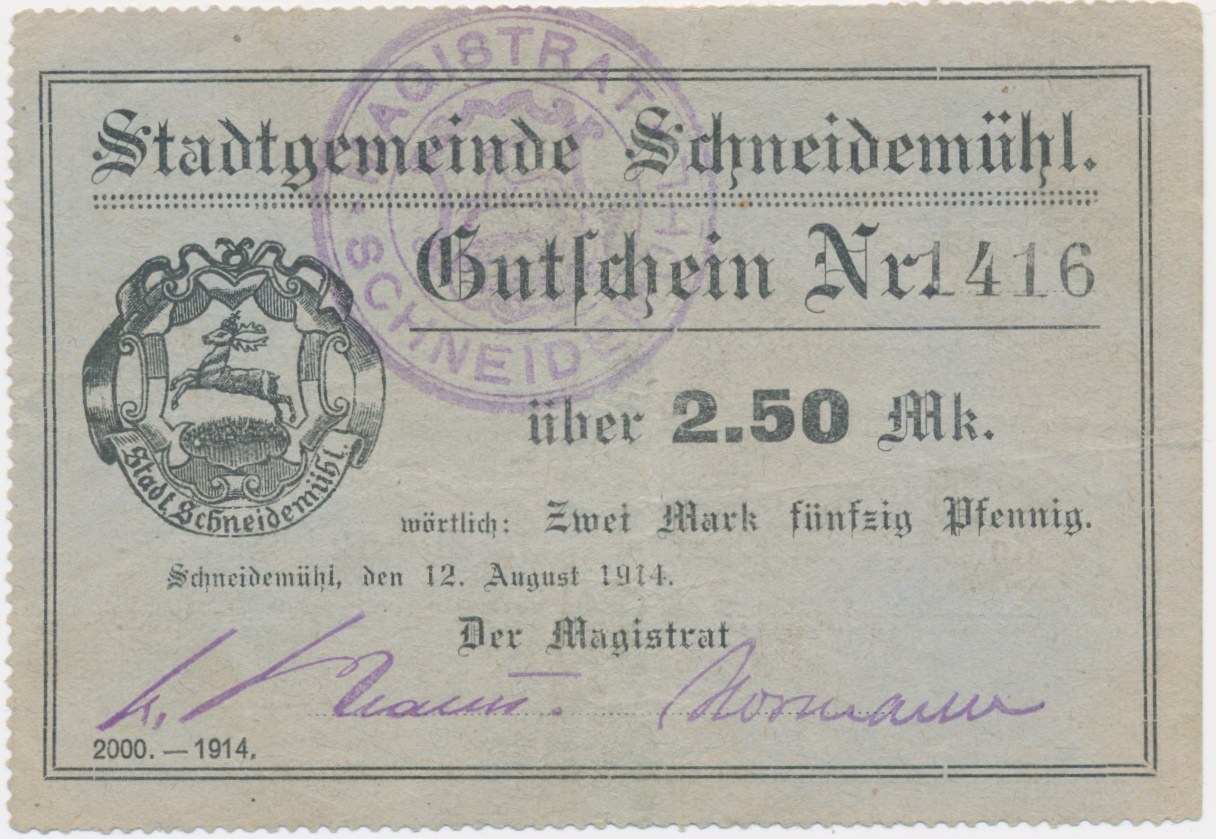 Stadtgemeinde Schneidemühl.
MAGISTRAT
SCHNEIDEMÜHL
Gutschein Nr. 1416
über 2.50 Mk.
Stadt Schneidemühl.
wörtlich: Zwei Mark fünfzig Pfennig.
Schneidemühl, den 12. August 1914.
Der Magistrat
2000. — 1914.